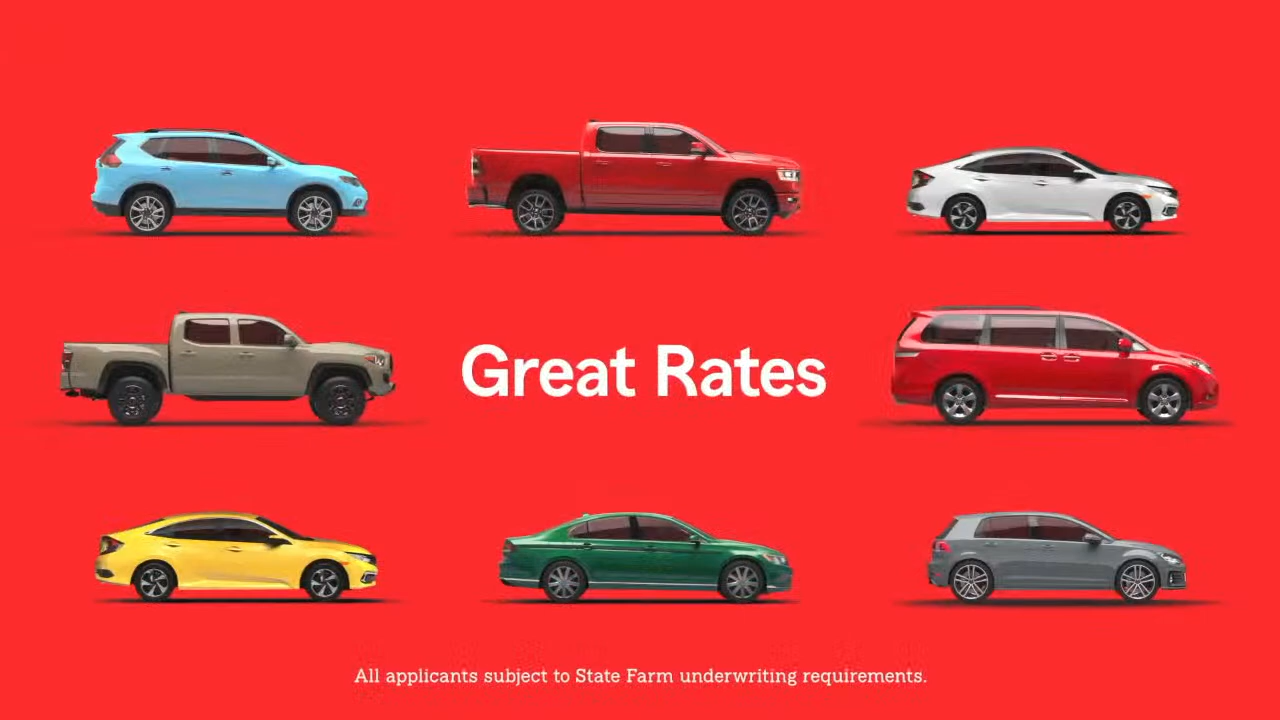 Great Rates
All applicants subject to State Farm underwriting requirements.